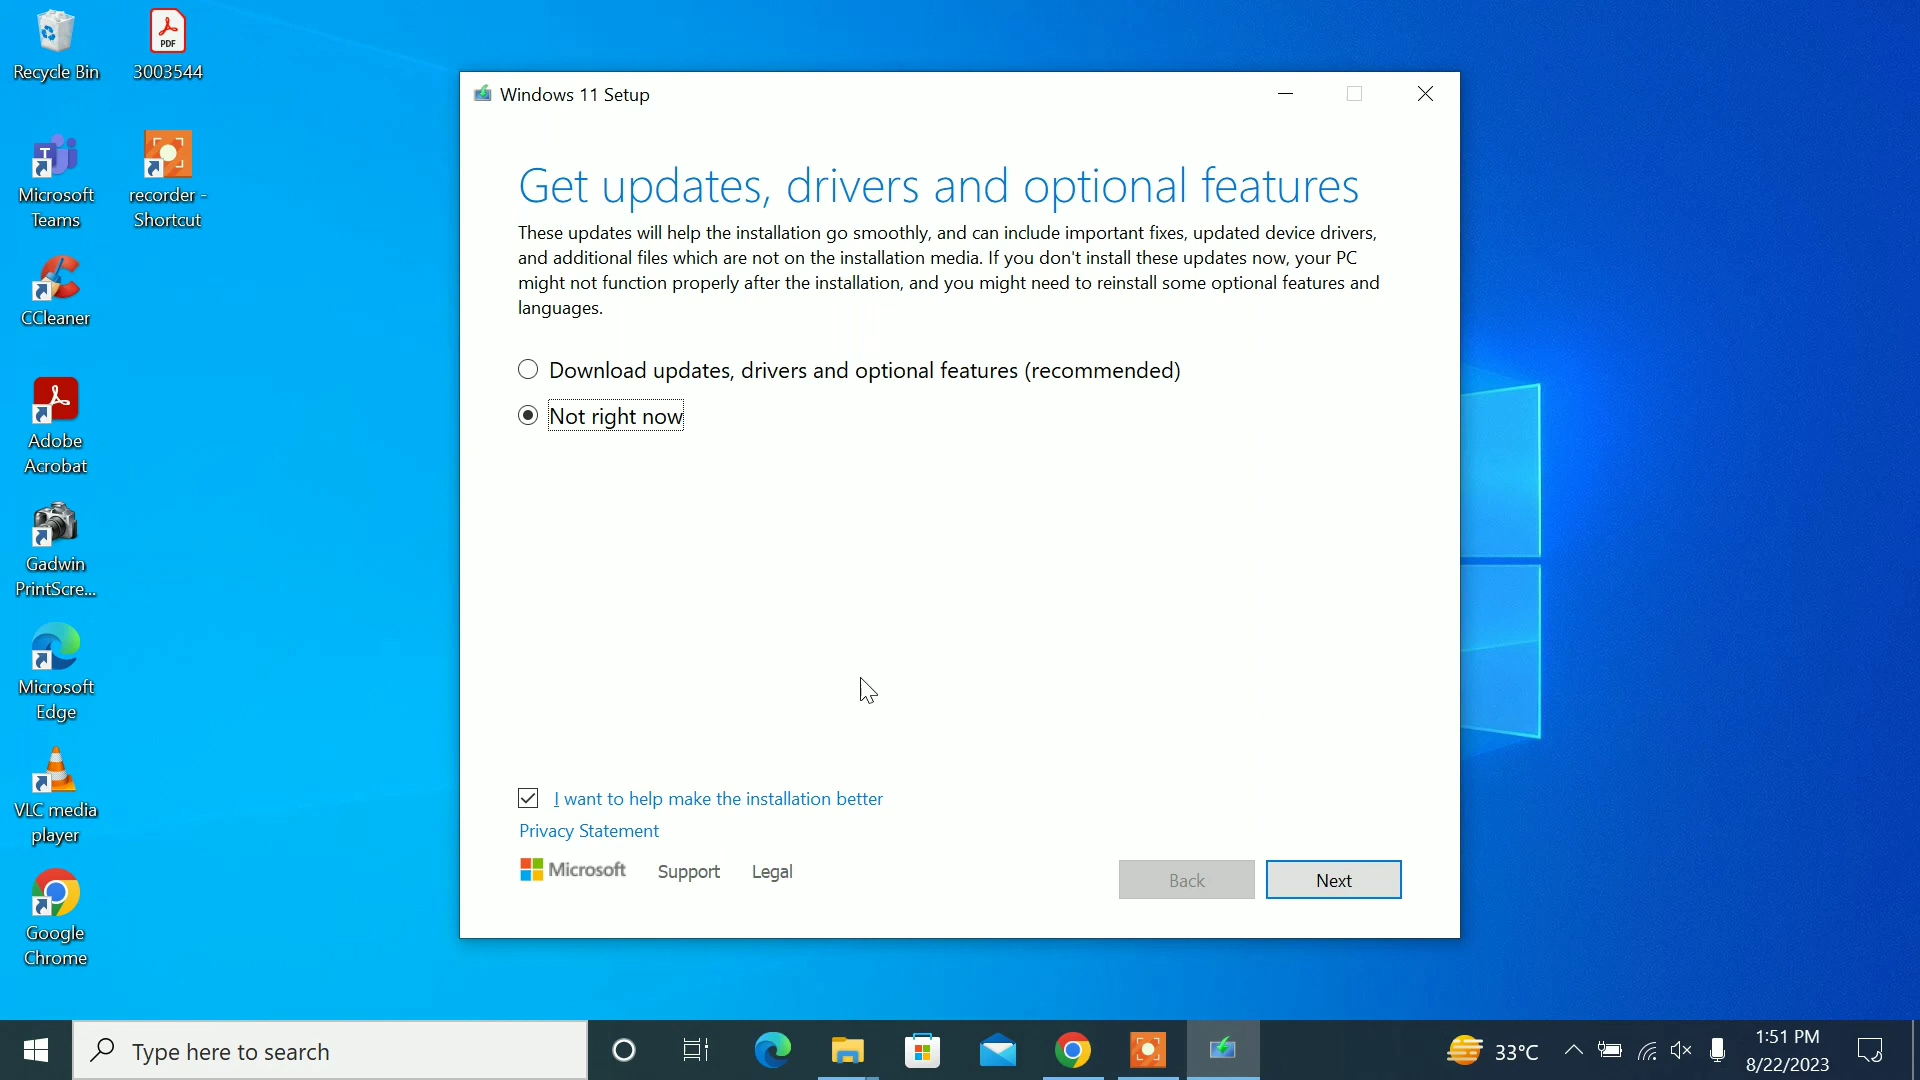 Recycle Bin
PDF
3003544
Microsoft
Teams
recorder -
Shortcut
CCleaner
Adobe
Acrobat
Gadwin
PrintScre...
Microsoft
Edge
VLC media
player
Google
Chrome
Windows 11 Setup
Get updates, drivers and optional features
These updates will help the installation go smoothly, and can include important fixes, updated device drivers,
and additional files which are not on the installation media. If you don't install these updates now, your PC
might not function properly after the installation, and you might need to reinstall some optional features and
languages.
Download updates, drivers and optional features (recommended)
Not right now
I want to help make the installation better
Privacy Statement
Microsoft
Support
Legal
Back
Next
Type here to search
33°C
1:51 PM
8/22/2023